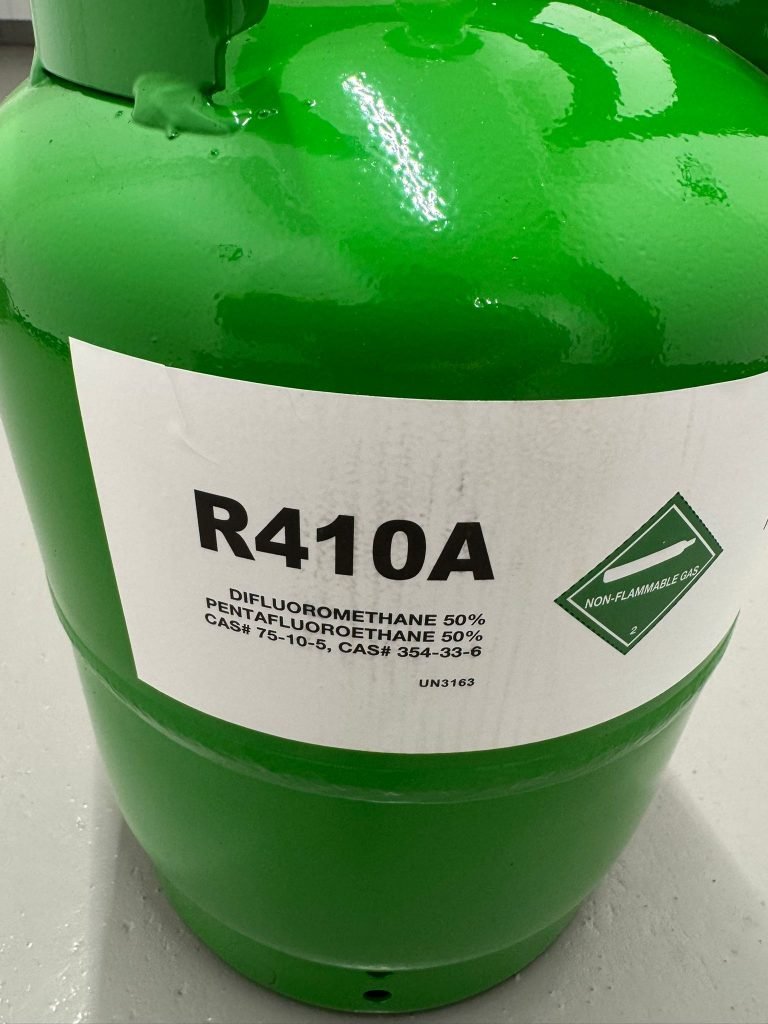 R410A
DIFLUOROMETHANE 50%
PENTAFLUOROETHANE 50%
CAS# 75-10-5, CAS# 354-33-6
UN3163
NON-FLAMMABLE GAS
2